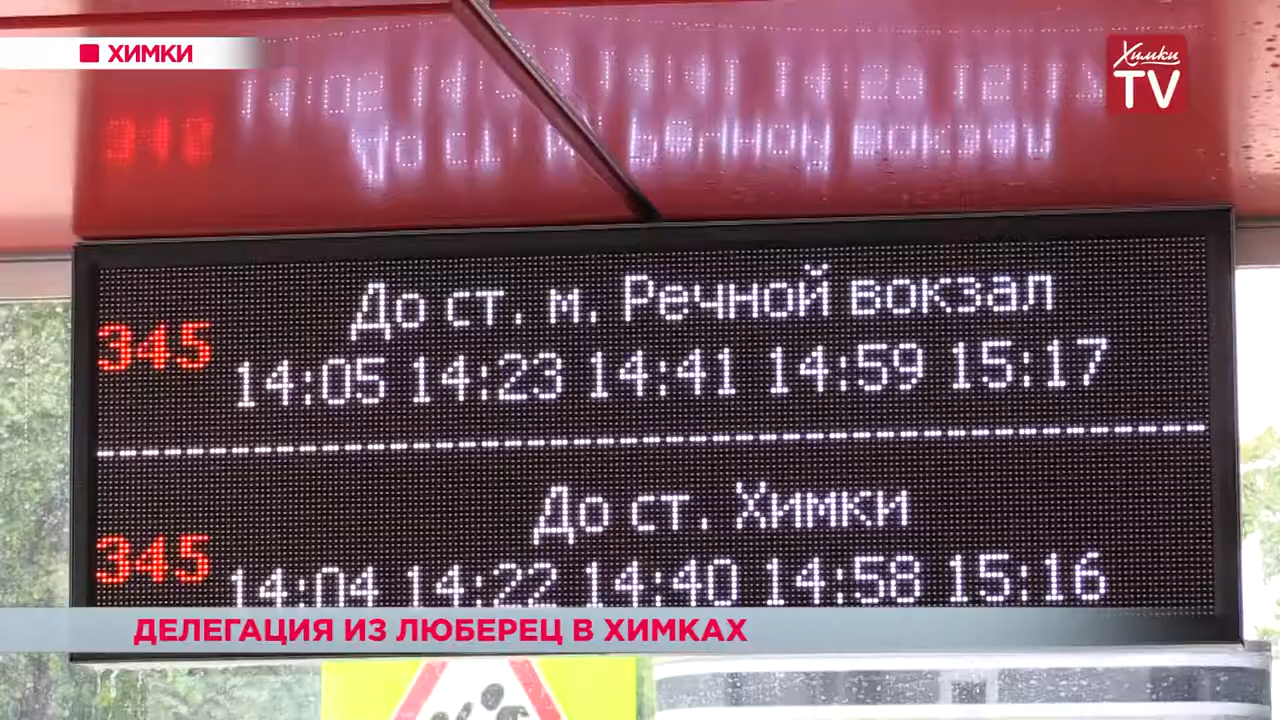 ХИМКИ
Химки
TV
До ст. м. Речной вокзал
345
14:05 14:23 14:41 14:59 15:17
До ст. Химки
345
14:04 14:22 14:40 14:58 15:16
ДЕЛЕГАЦИЯ ИЗ ЛЮБЕРЕЦ В ХИМКАХ